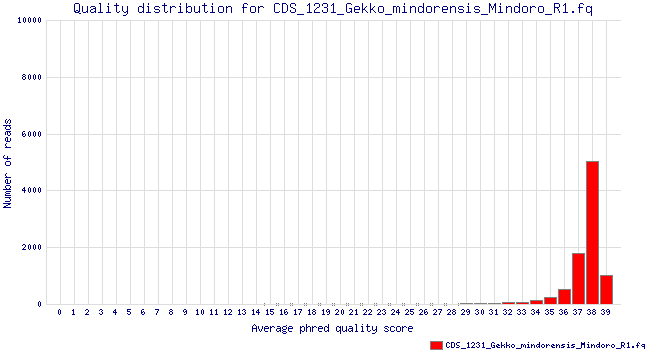 Quality distribution for CDS_1231_Gekko_mindorensis_Mindoro_R1.fq
Number of reads
10000
8000
6000
4000
2000
0
0 1 2 3 4 5 6 7 8 9 10 11 12 13 14 15 16 17 18 19 20 21 22 23 24 25 26 27 28 29 30 31 32 33 34 35 36 37 38 39
Average phred quality score
CDS_1231_Gekko_mindorensis_Mindoro_R1.fq